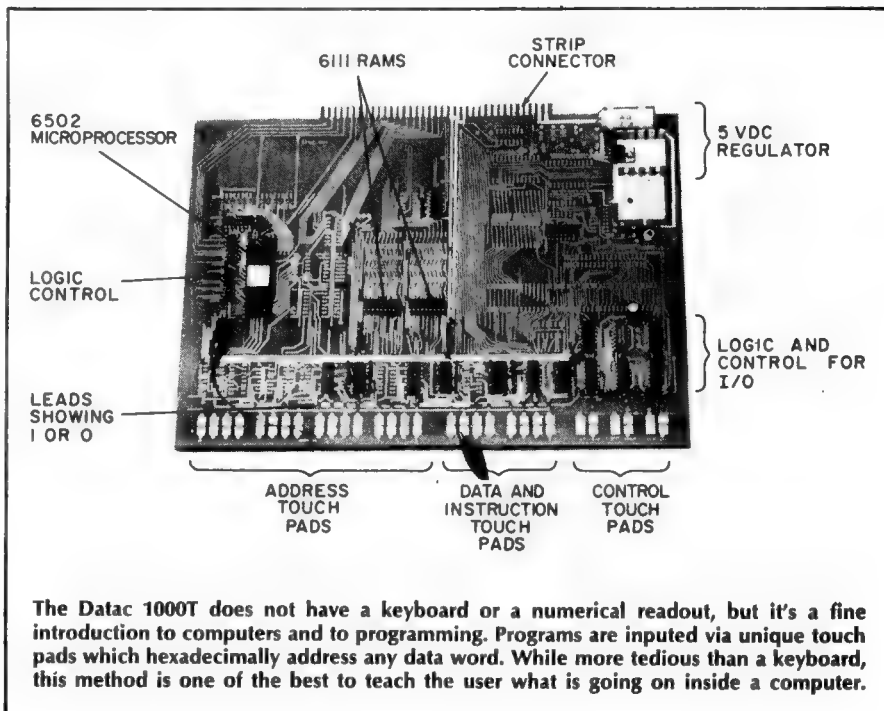 6111 RAMS
STRIP
CONNECTOR
6502
MICROPROCESSOR
5 VDC
REGULATOR
LOGIC
CONTROL
LOGIC AND
CONTROL FOR
I/O
LEADS
SHOWING
1 OR 0
ADDRESS
TOUCH
PADS
DATA AND
INSTRUCTION
TOUCH
PADS
CONTROL
TOUCH
PADS
The Datac 1000T does not have a keyboard or a numerical readout, but it's a fine
introduction to computers and to programming. Programs are inputed via unique touch
pads which hexadecimally address any data word. While more tedious than a keyboard,
this method is one of the best to teach the user what is going on inside a computer.